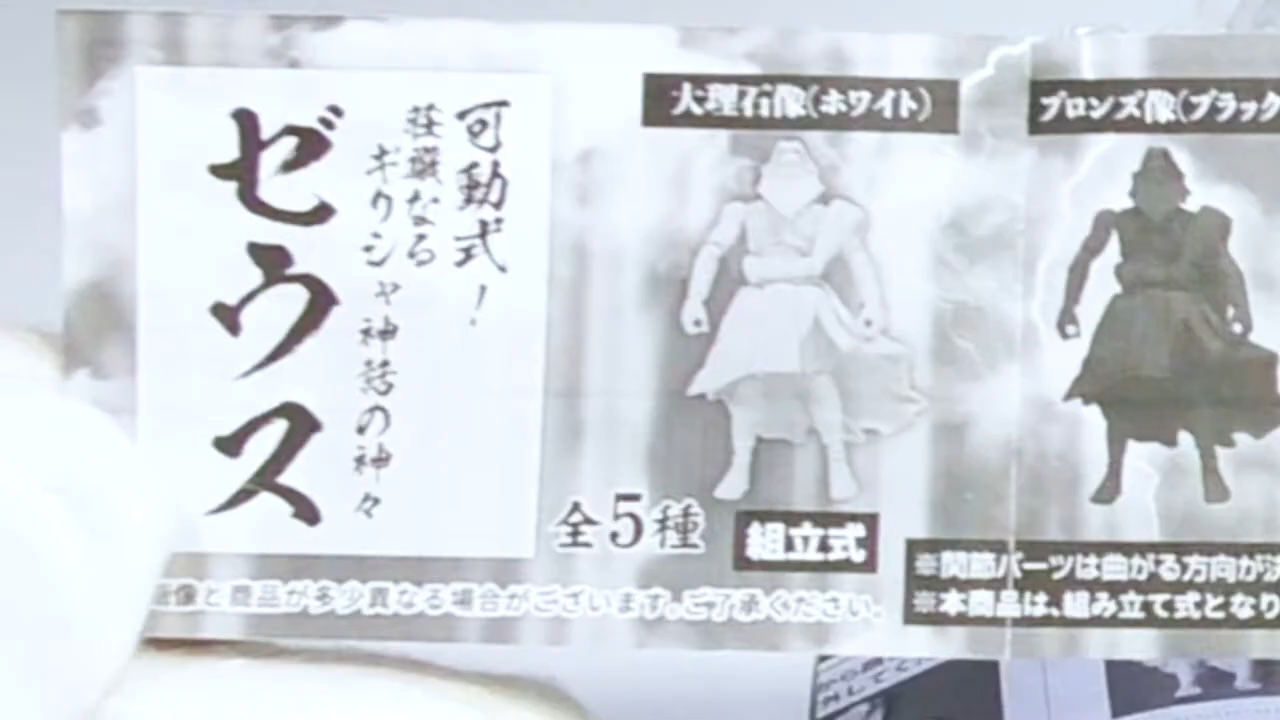 可動式！
荘厳なる
ギリシャ神話の神々
ゼウス
大理石像(ホワイト)
ブロンズ像(ブラック
全5種
組立式
画像と商品が多少異なる場合がございます。ご了承ください。
※関節パーツは曲がる方向が決
※本商品は、組み立て式となり